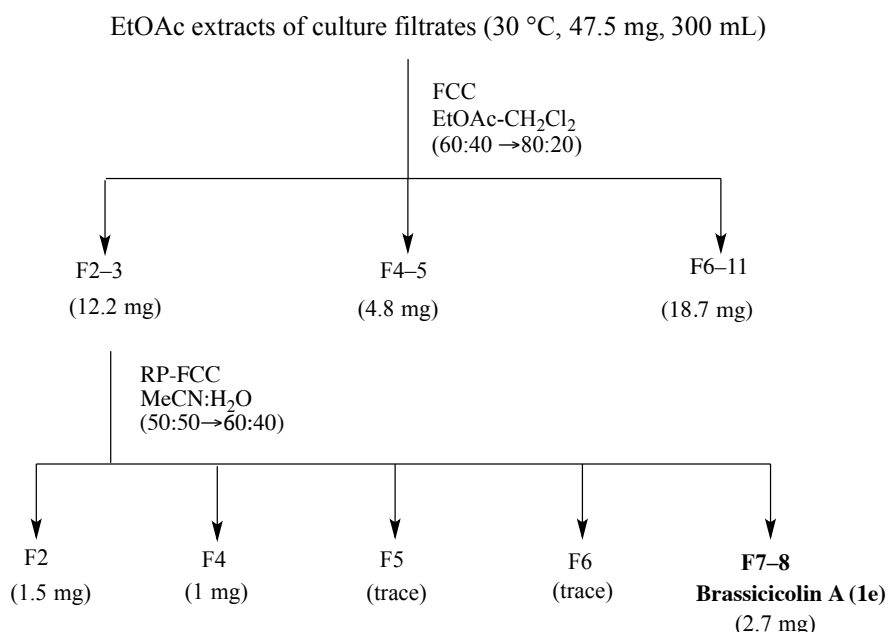 EtOAc extracts of culture filtrates (30 °C, 47.5 mg, 300 mL)
FCC
EtOAc-CH₂Cl₂
(60:40 →80:20)
F2–3
(12.2 mg)
F4–5
(4.8 mg)
F6–11
(18.7 mg)
RP-FCC
MeCN:H₂O
(50:50→60:40)
F2
(1.5 mg)
F4
(1 mg)
F5
(trace)
F6
(trace)
F7–8
Brassicicolin A (1e)
(2.7 mg)